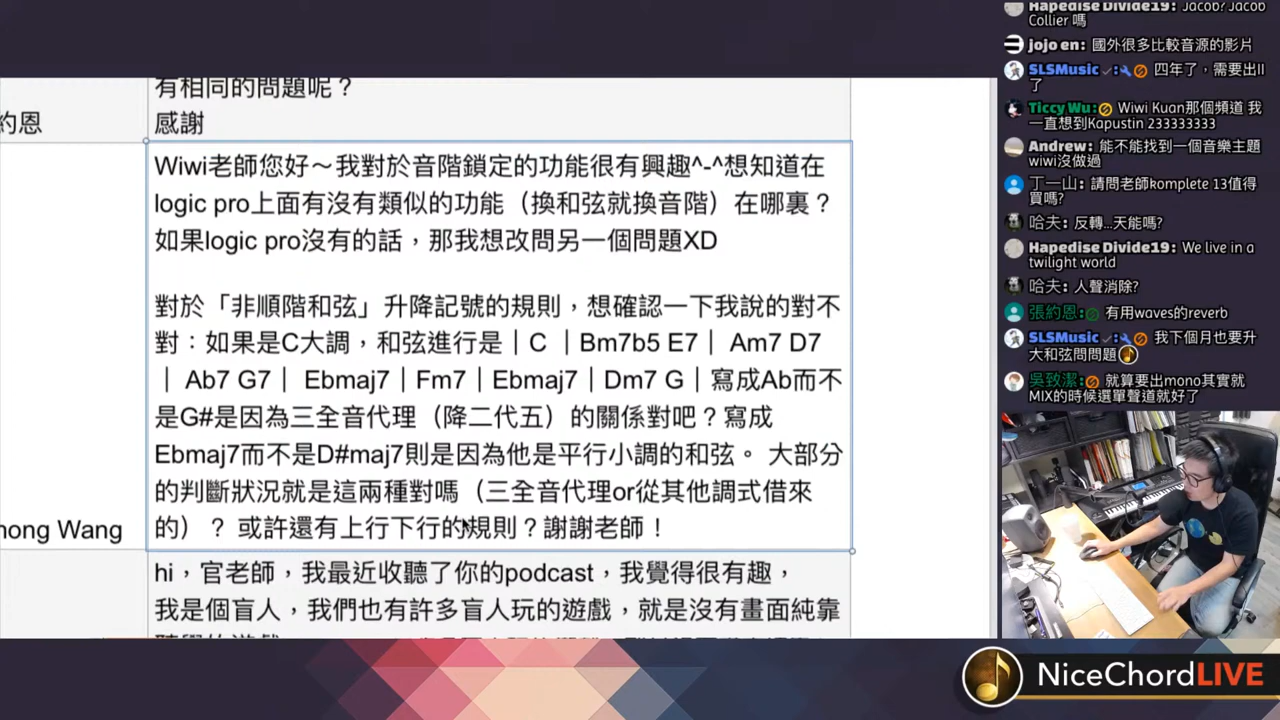 有相同的問題呢？
約恩
感謝
Wiwi老師您好～我對於音階鎖定的功能很有興趣^-^想知道在
logic pro上面有沒有類似的功能（換和弦就換音階）在哪裏？
如果logic pro沒有的話，那我想改問另一個問題XD
對於「非順階和弦」升降記號的規則，想確認一下我說的對不
對：如果是C大調，和弦進行是｜C ｜Bm7b5 E7｜ Am7 D7
｜ Ab7 G7｜ Ebmaj7｜Fm7｜Ebmaj7｜Dm7 G｜寫成Ab而不
是G#是因為三全音代理（降二代五）的關係對吧？寫成
Ebmaj7而不是D#maj7則是因為他是平行小調的和弦。 大部分
的判斷狀況就是這兩種對嗎（三全音代理or從其他調式借來
的）？ 或許還有上行下行的規則？謝謝老師！
hong Wang
hi，官老師，我最近收聽了你的podcast，我覺得很有趣，
我是個盲人，我們也有許多盲人玩的遊戲，就是沒有畫面純靠
Hapedise Divide19: Jacob? Jacob
Collier 嗎
jojo en: 國外很多比較音源的影片
SLSMusic : 四年了，需要出II
了
Ticcy Wu: Wiwi Kuan那個頻道 我
一直想到Kapustin 233333333
Andrew: 能不能找到一個音樂主題
wiwi沒做過
丁一山: 請問老師komplete 13值得
買嗎?
哈夫: 反轉...天能嗎?
Hapedise Divide19: We live in a
twilight world
哈夫: 人聲消除?
張約恩: 有用waves的reverb
SLSMusic : 我下個月也要升
大和弦問問題
吳致潔: 就算要出mono其實就
MIX的時候選單聲道就好了
NiceChordLIVE